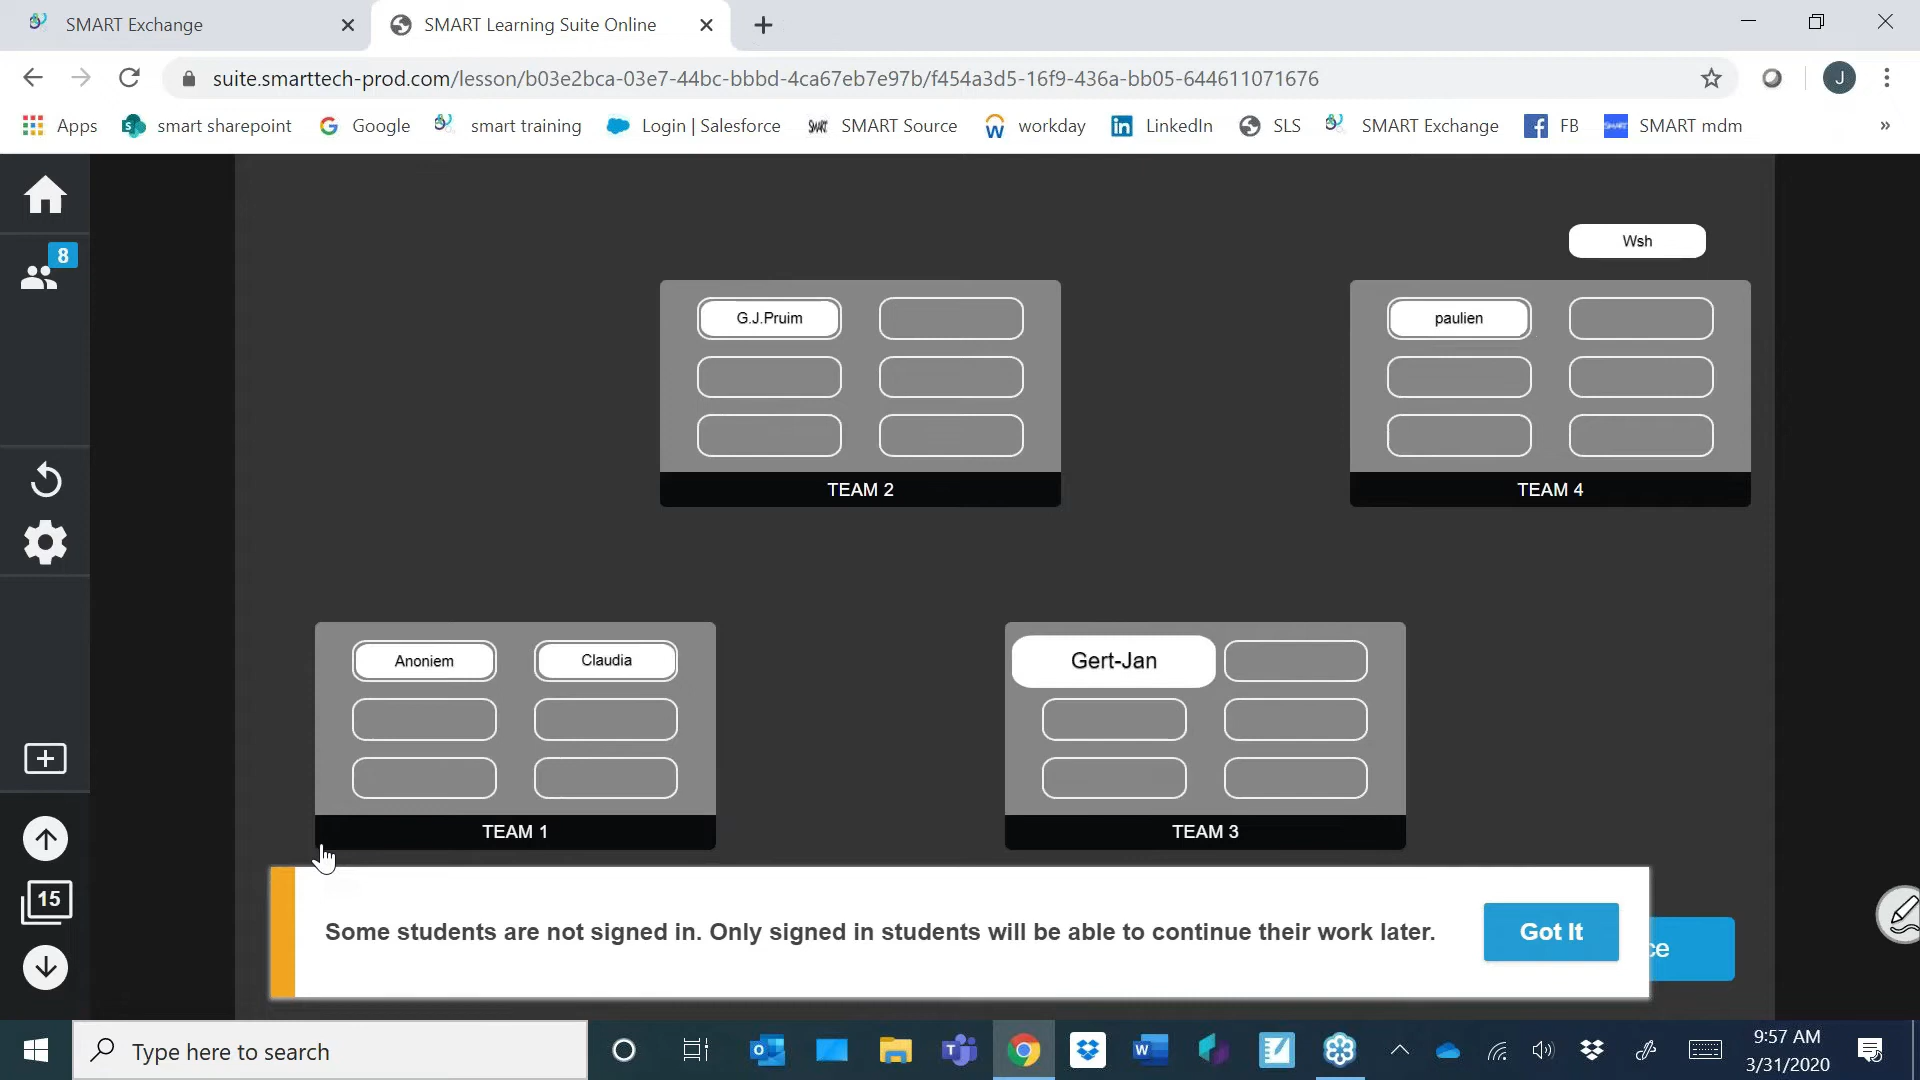 SMART Exchange
SMART Learning Suite Online
suite.smarttech-prod.com/lesson/b03e2bca-03e7-44bc-bbbd-4ca67eb7e97b/f454a3d5-16f9-436a-bb05-644611071676
J
Apps smart sharepoint Google smart training Login | Salesforce SMART Source workday LinkedIn SLS SMART Exchange FB SMART mdm »
8
Wsh
G.J.Pruim
paulien
TEAM 2
TEAM 4
Anoniem
Claudia
Gert-Jan
TEAM 1
TEAM 3
15
Some students are not signed in. Only signed in students will be able to continue their work later.
Got It
ce
Type here to search
9:57 AM
3/31/2020